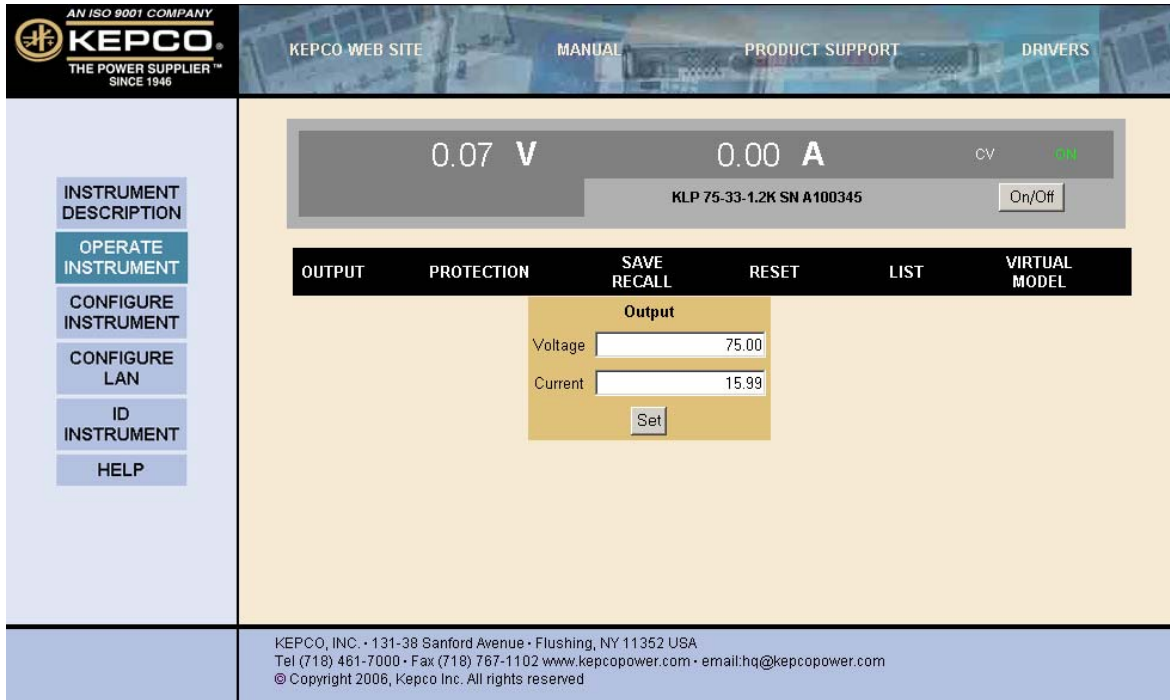 AN ISO 9001 COMPANY
KEPCO®
THE POWER SUPPLIER™
SINCE 1946
KEPCO WEB SITE
MANUAL
PRODUCT SUPPORT
DRIVERS
INSTRUMENT
DESCRIPTION
OPERATE
INSTRUMENT
CONFIGURE
INSTRUMENT
CONFIGURE
LAN
ID
INSTRUMENT
HELP
0.07 V
0.00 A
CV
ON
KLP 75-33-1.2K SN A100345
On/Off
OUTPUT
PROTECTION
SAVE
RECALL
RESET
LIST
VIRTUAL
MODEL
Output
Voltage 75.00
Current 15.99
Set
KEPCO, INC. • 131-38 Sanford Avenue • Flushing, NY 11352 USA
Tel (718) 461-7000 • Fax (718) 767-1102 www.kepcopower.com • email:hq@kepcopower.com
© Copyright 2006, Kepco Inc. All rights reserved